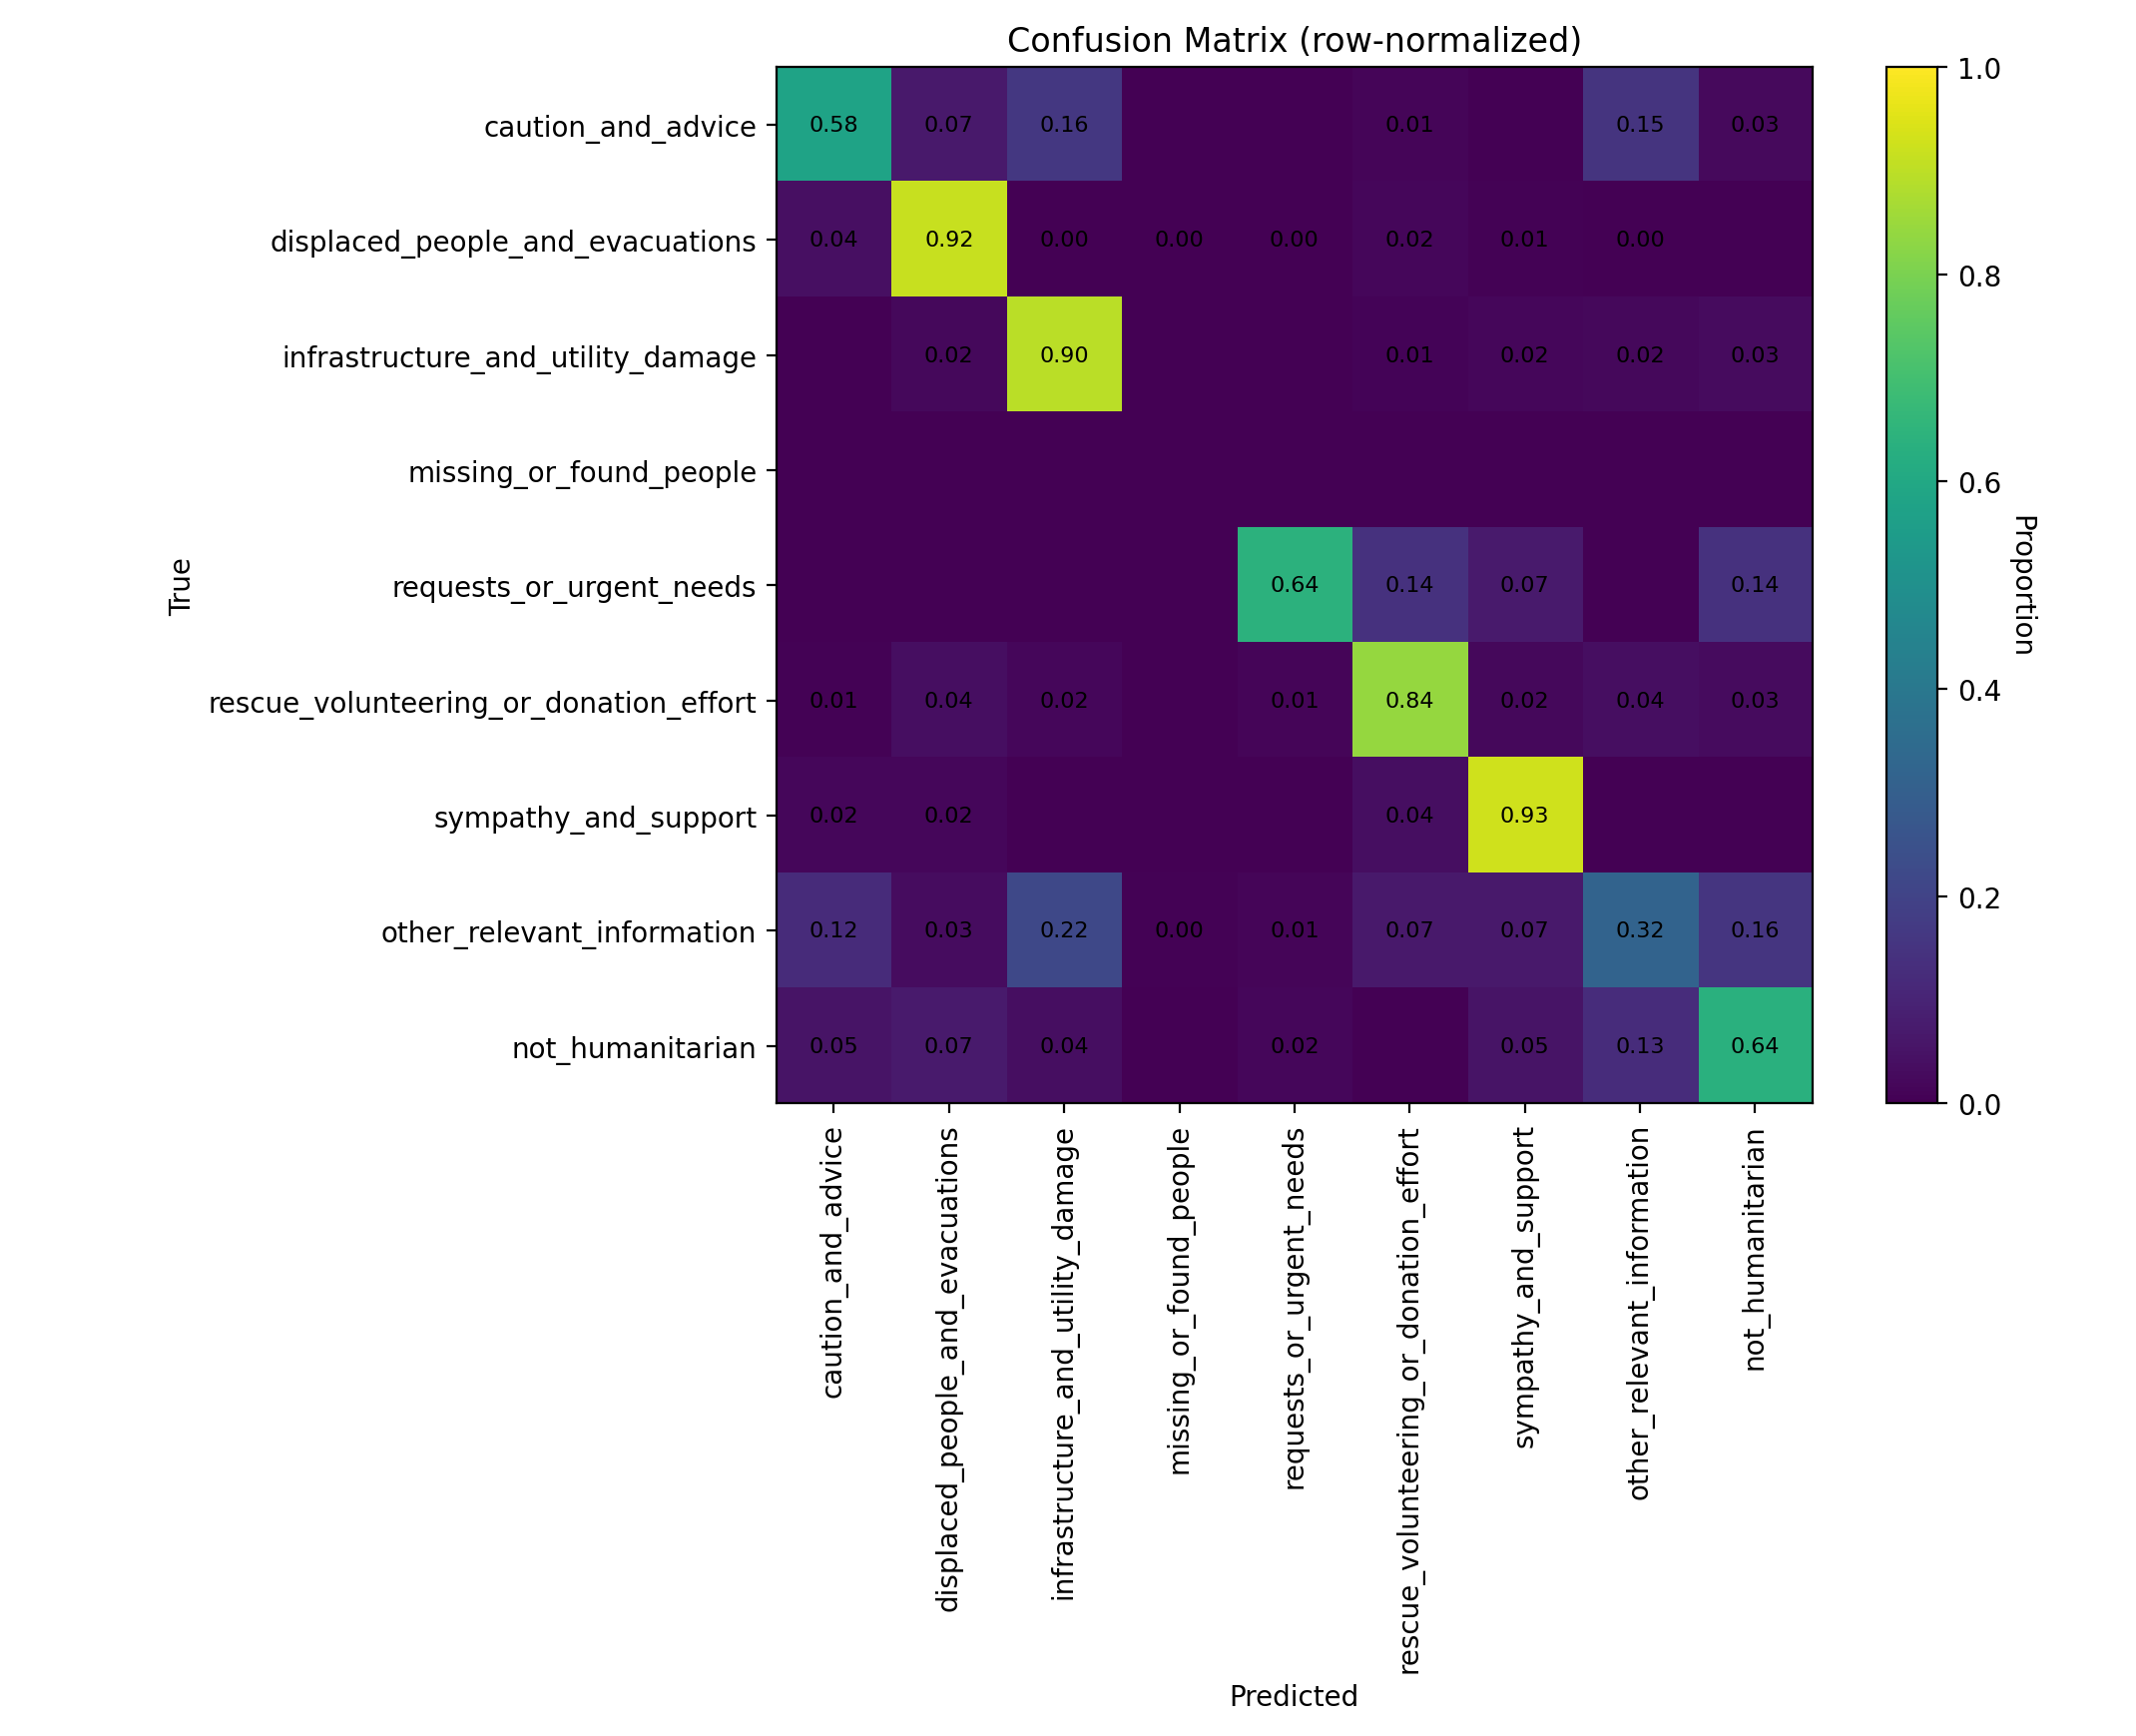 Confusion Matrix (row-normalized)
caution_and_advice 0.58 0.07 0.16 0.01 0.15 0.03
displaced_people_and_evacuations 0.04 0.92 0.00 0.00 0.00 0.02 0.01 0.00
infrastructure_and_utility_damage 0.02 0.90 0.01 0.02 0.02 0.03
missing_or_found_people
requests_or_urgent_needs 0.64 0.14 0.07 0.14
rescue_volunteering_or_donation_effort 0.01 0.04 0.02 0.01 0.84 0.02 0.04 0.03
sympathy_and_support 0.02 0.02 0.04 0.93
other_relevant_information 0.12 0.03 0.22 0.00 0.01 0.07 0.07 0.32 0.16
not_humanitarian 0.05 0.07 0.04 0.02 0.05 0.13 0.64
True
caution_and_advice
displaced_people_and_evacuations
infrastructure_and_utility_damage
missing_or_found_people
requests_or_urgent_needs
rescue_volunteering_or_donation_effort
sympathy_and_support
other_relevant_information
not_humanitarian
Predicted
1.0
0.8
0.6
0.4
0.2
0.0
Proportion